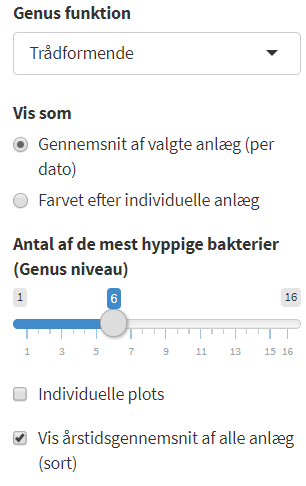 Genus funktion
Trådformende
Vis som
Gennemsnit af valgte anlæg (per
dato)
Farvet efter individuelle anlæg
Antal af de mest hyppige bakterier
(Genus niveau)
1 6 16
1 3 5 7 9 11 13 15 16
Individuelle plots
Vis årstidsgennemsnit af alle anlæg
(sort)